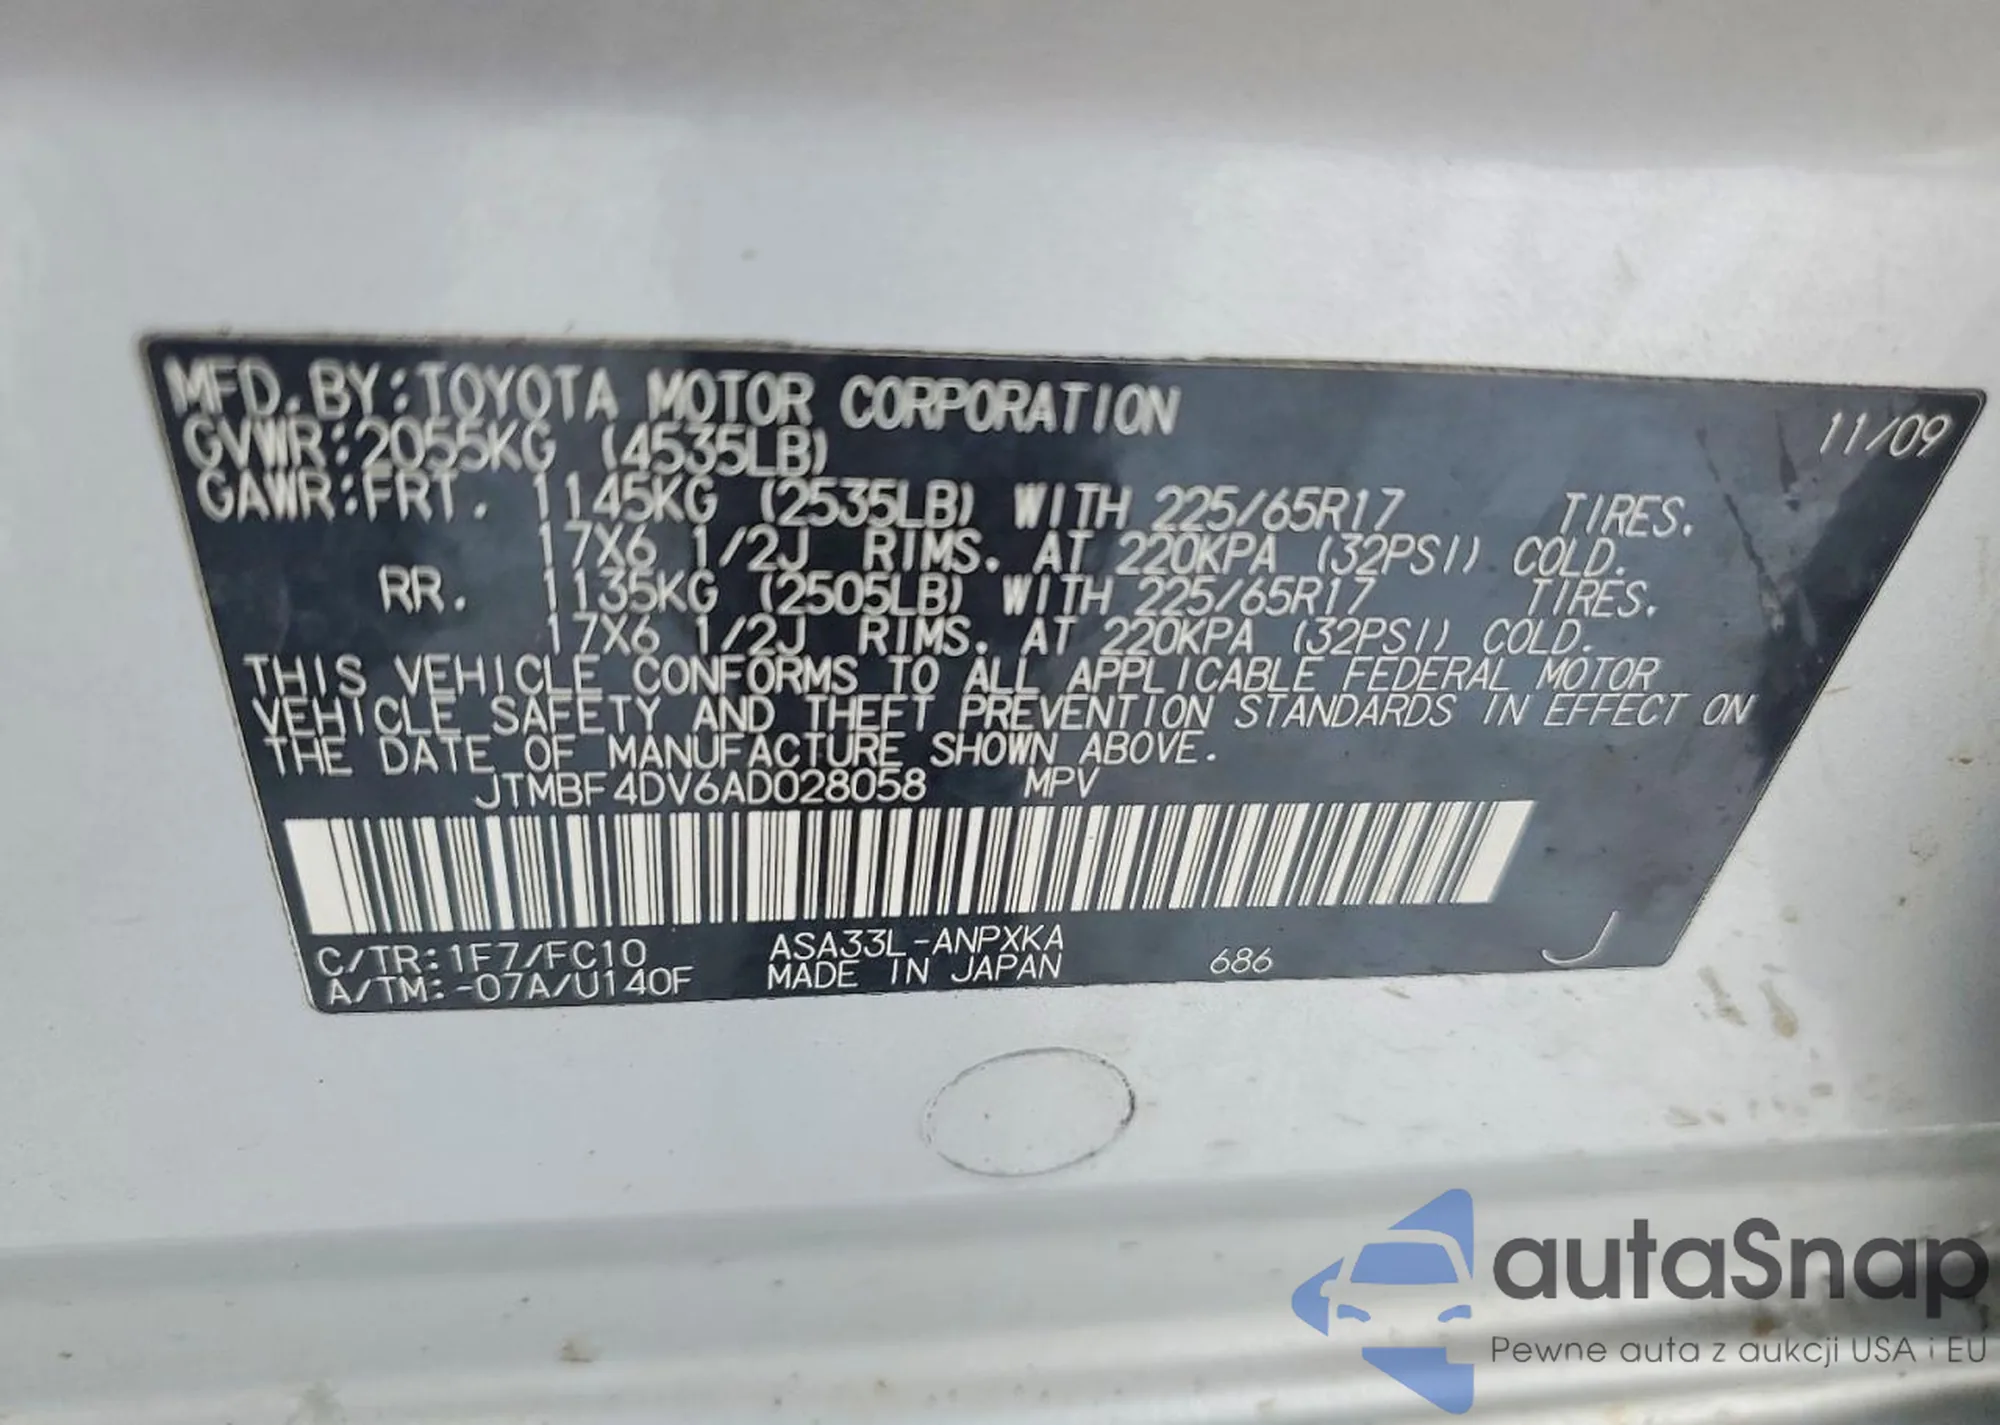 MFD. BY: TOYOTA MOTOR CORPORATION 11/09
GVWR: 2055KG (4535LB)
GAWR: FRT. 1145KG (2535LB) WITH 225/65R17 TIRES.
17X6 1/2J RIMS. AT 220KPA (32PSI) COLD.
RR. 1135KG (2505LB) WITH 225/65R17 TIRES.
17X6 1/2J RIMS. AT 220KPA (32PSI) COLD.
THIS VEHICLE CONFORMS TO ALL APPLICABLE FEDERAL MOTOR
VEHICLE SAFETY AND THEFT PREVENTION STANDARDS IN EFFECT ON
THE DATE OF MANUFACTURE SHOWN ABOVE.
JTMBF4DV6AD028058 MPV
C/TR: 1F7/FC10 ASA33L-ANPXKA 686 J
A/TM: -07A/U140F MADE IN JAPAN
autaSnap
Pewne auta z aukcji USA i EU